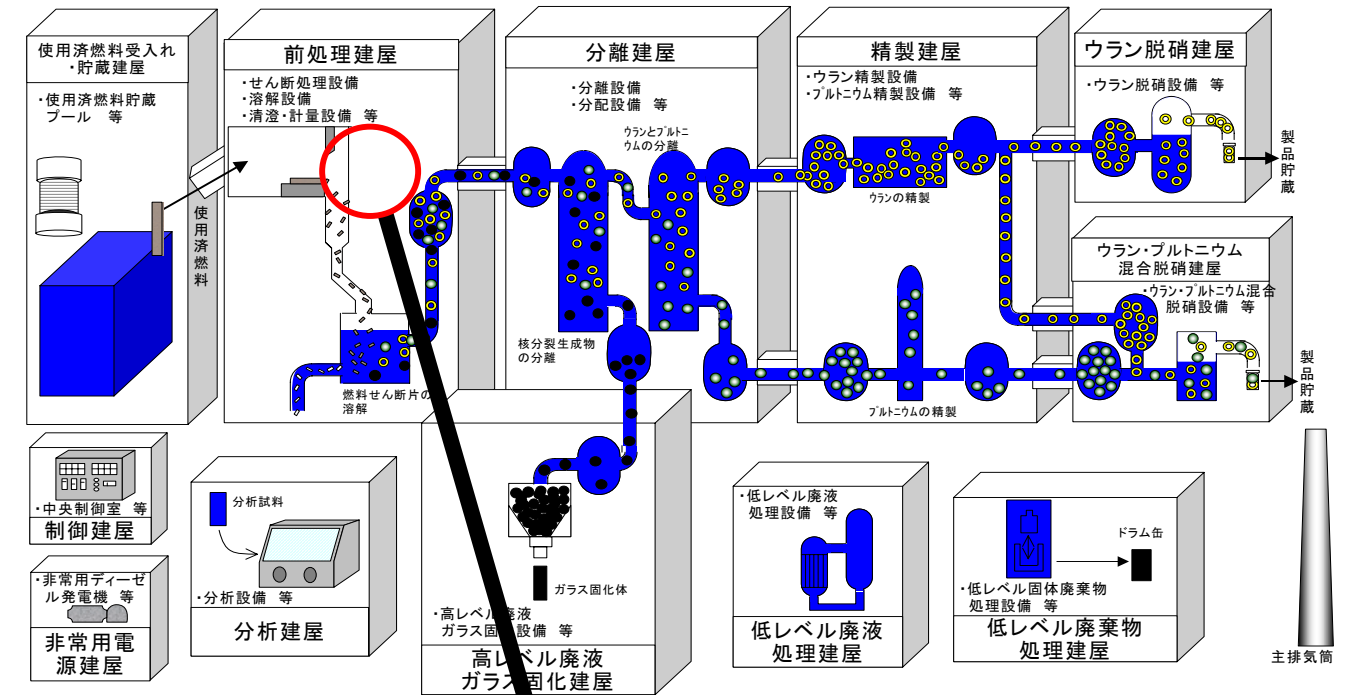 使用済燃料受入れ
・貯蔵建屋
・使用済燃料貯蔵
プール 等
使用済燃料
前処理建屋
・せん断処理設備
・溶解設備
・清澄・計量設備 等
燃料せん断片の
溶解
分離建屋
・分離設備
・分配設備 等
ウランとプルトニ
ウムの分離
核分裂生成物
の分離
精製建屋
・ウラン精製設備
・プルトニウム精製設備 等
ウランの精製
プルトニウムの精製
ウラン脱硝建屋
・ウラン脱硝設備 等
製品貯蔵
ウラン・プルトニウム
混合脱硝建屋
・ウラン・プルトニウム混合
脱硝設備 等
製品貯蔵
・中央制御室 等
制御建屋
・非常用ディーゼ
ル発電機 等
非常用電
源建屋
分析試料
・分析設備 等
分析建屋
ガラス固化体
・高レベル廃液
ガラス固化設備 等
高レベル廃液
ガラス固化建屋
・低レベル廃液
処理設備 等
低レベル廃液
処理建屋
ドラム缶
・低レベル固体廃棄物
処理設備 等
低レベル廃棄物
処理建屋
主排気筒